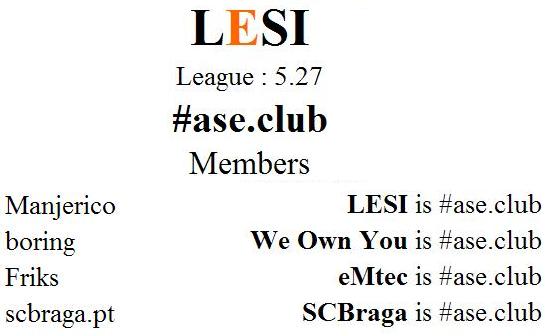 LESI
League : 5.27
#ase.club
Members
Manjerico LESI is #ase.club
boring We Own You is #ase.club
Friks eMtec is #ase.club
scbraga.pt SCBraga is #ase.club